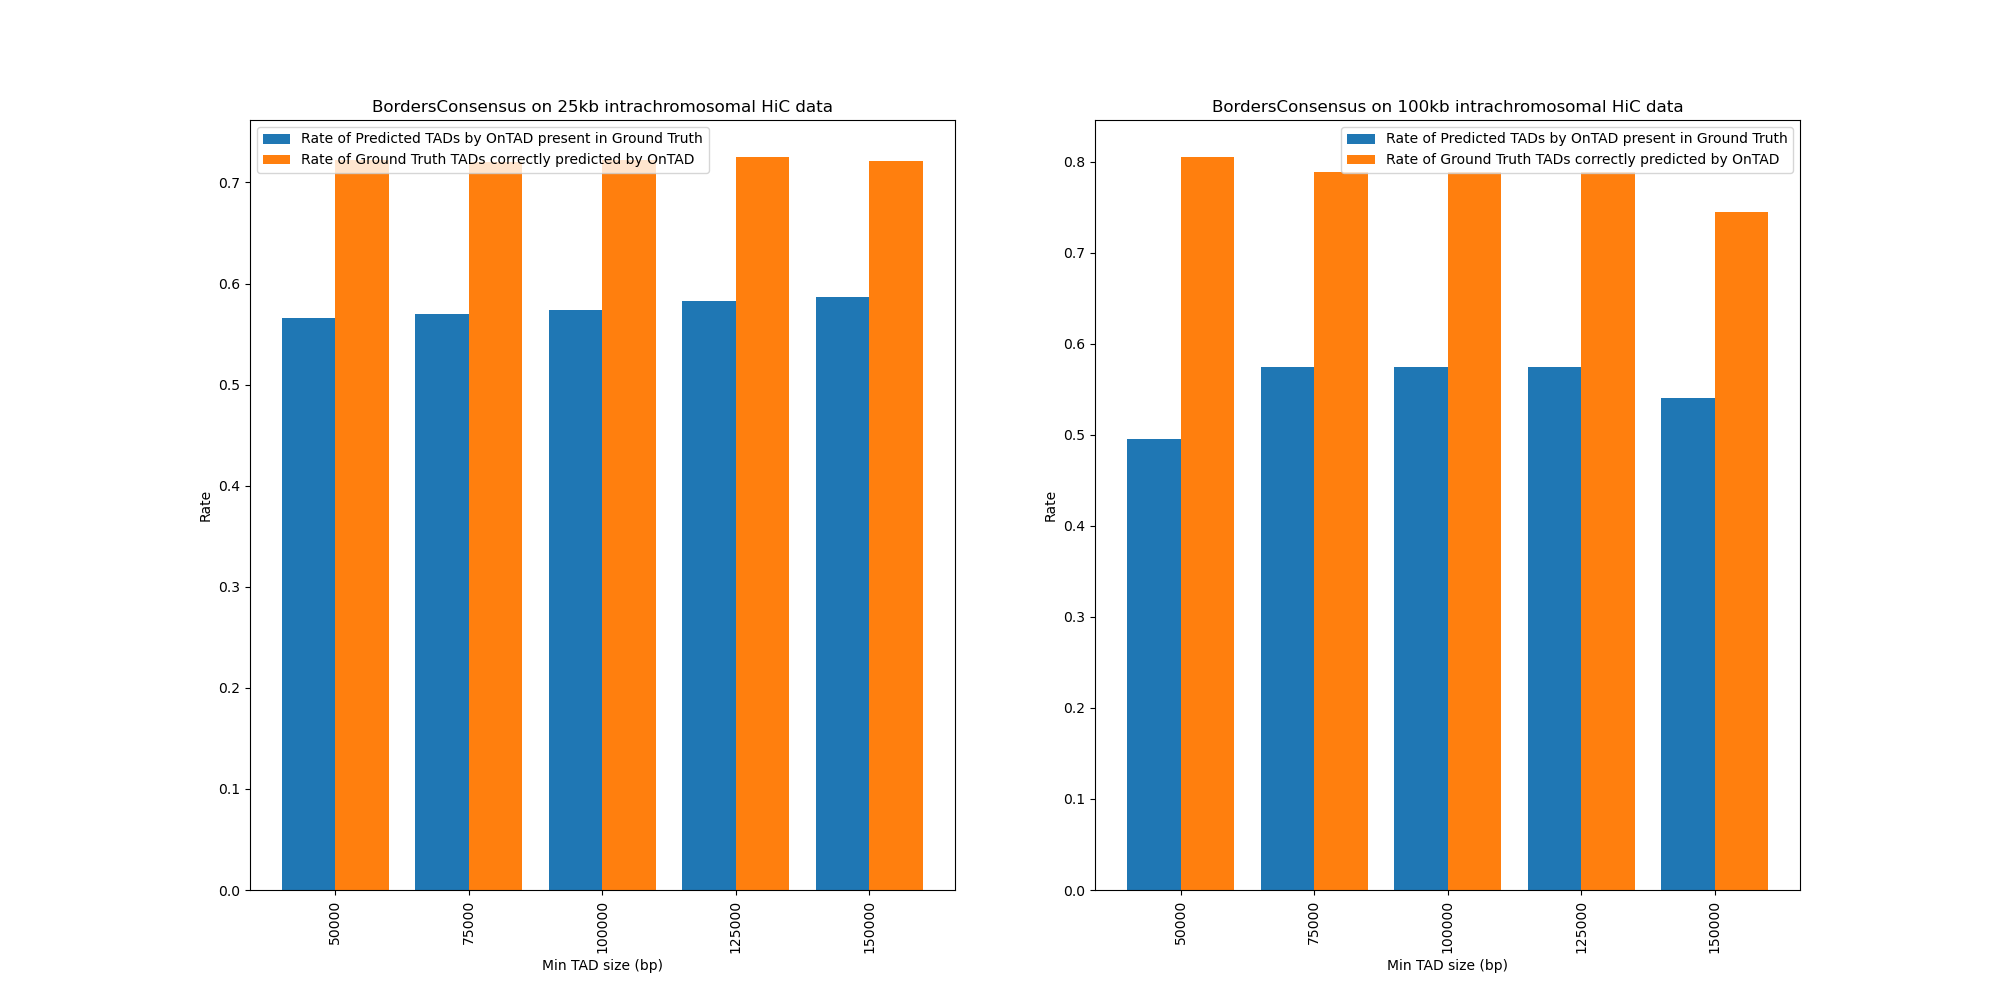 BordersConsensus on 25kb intrachromosomal HiC data
Rate of Predicted TADs by OnTAD present in Ground Truth
Rate of Ground Truth TADs correctly predicted by OnTAD
0.7
0.6
0.5
0.4
0.3
0.2
0.1
0.0
Rate
50000
75000
100000
125000
150000
Min TAD size (bp)
BordersConsensus on 100kb intrachromosomal HiC data
Rate of Predicted TADs by OnTAD present in Ground Truth
Rate of Ground Truth TADs correctly predicted by OnTAD
0.8
0.7
0.6
0.5
0.4
0.3
0.2
0.1
0.0
Rate
50000
75000
100000
125000
150000
Min TAD size (bp)